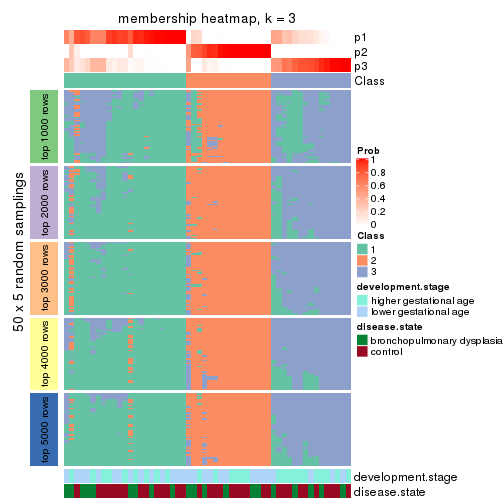 membership heatmap, k = 3
p1
p2
p3
Class
50 x 5 random samplings
top 1000 rows
top 2000 rows
top 3000 rows
top 4000 rows
top 5000 rows
Prob
1
0.8
0.6
0.4
0.2
0
Class
1
2
3
development.stage
higher gestational age
lower gestational age
disease.state
bronchopulmonary dysplasia
control
development.stage
disease.state